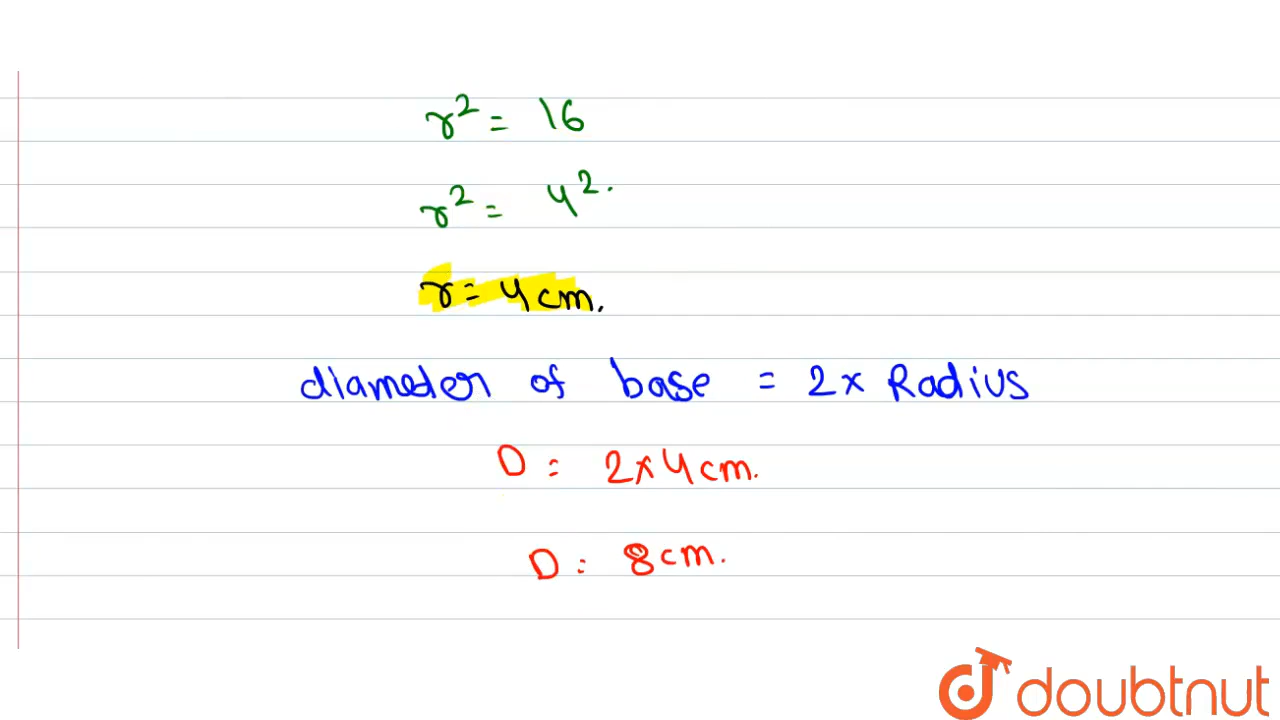 r² = 16
r² = 4².
r = 4 cm.
diameter of base = 2 x Radius
D = 2 x 4 cm.
D = 8 cm.
doubtnut